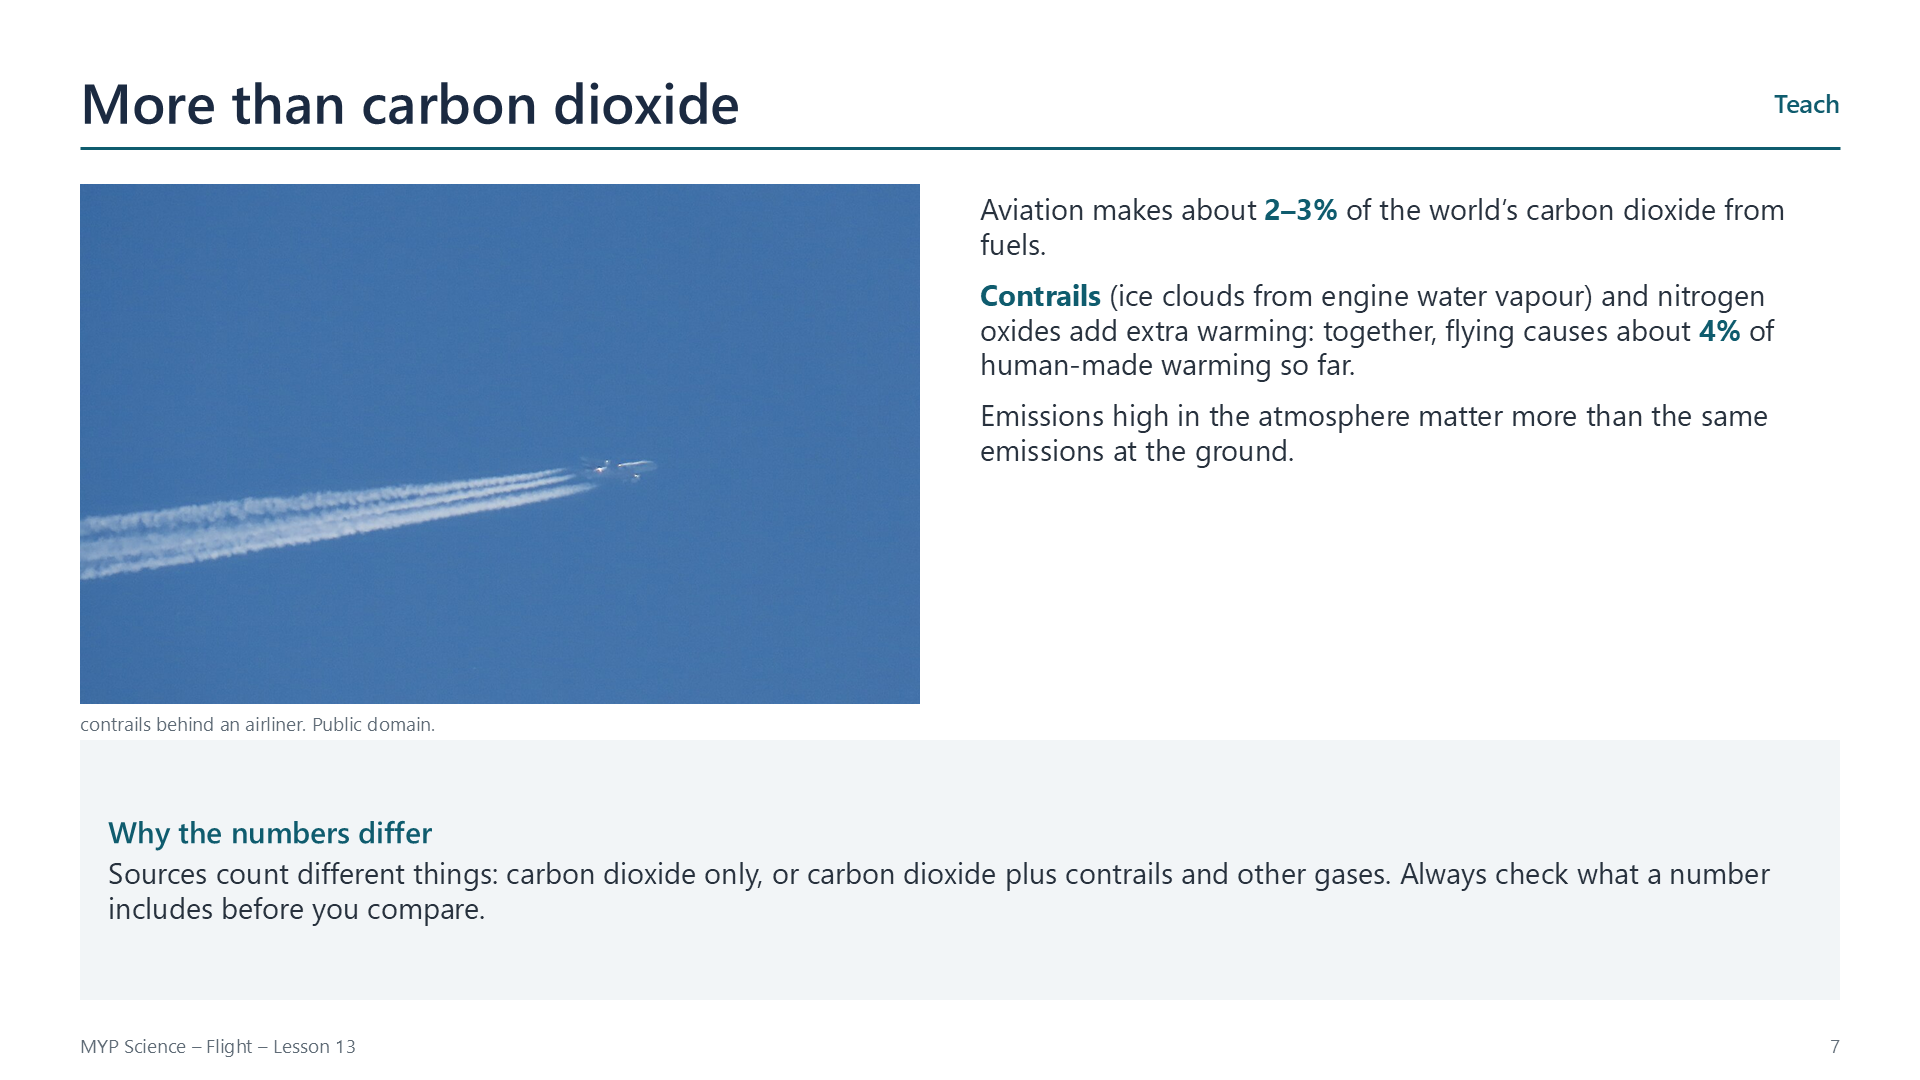 More than carbon dioxide
Teach
Aviation makes about 2–3% of the world‘s carbon dioxide from
fuels.
Contrails (ice clouds from engine water vapour) and nitrogen
oxides add extra warming: together, flying causes about 4% of
human-made warming so far.
Emissions high in the atmosphere matter more than the same
emissions at the ground.
contrails behind an airliner. Public domain.
Why the numbers differ
Sources count different things: carbon dioxide only, or carbon dioxide plus contrails and other gases. Always check what a number
includes before you compare.
MYP Science – Flight – Lesson 13
7